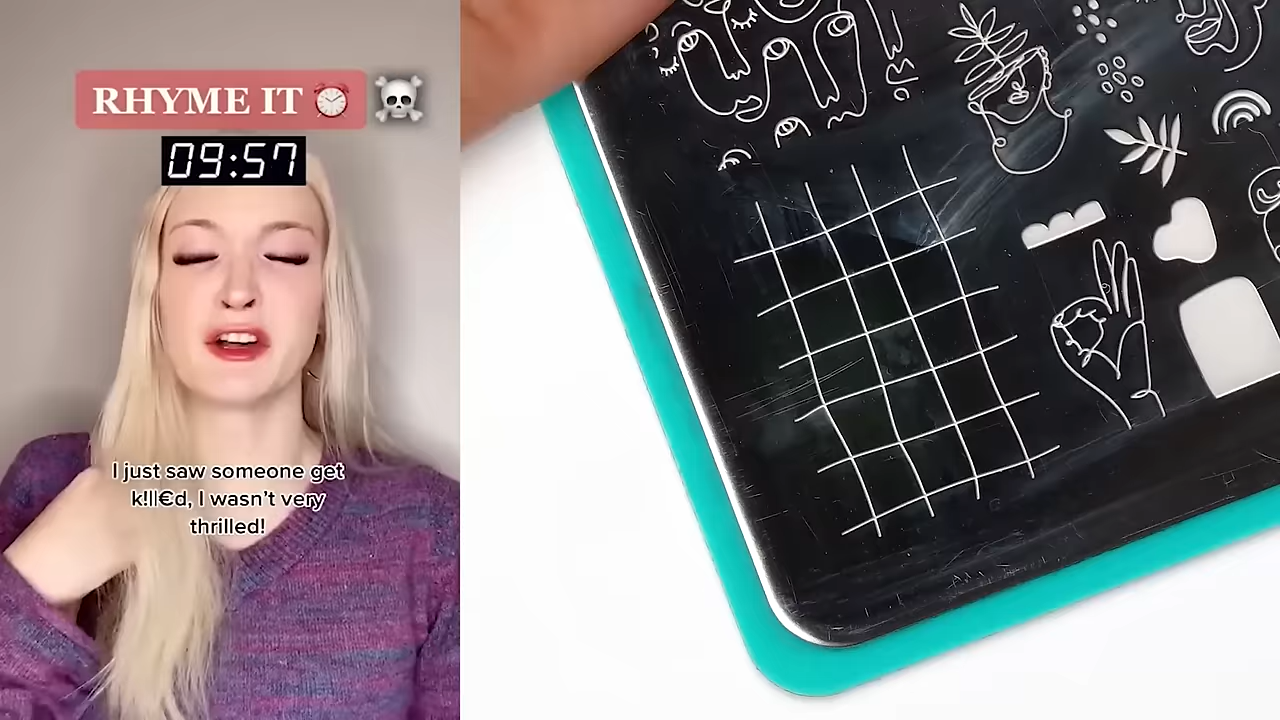 RHYME IT ⏰ ☠️
09:57
I just saw someone get
k!ll€d, I wasn't very
thrilled!